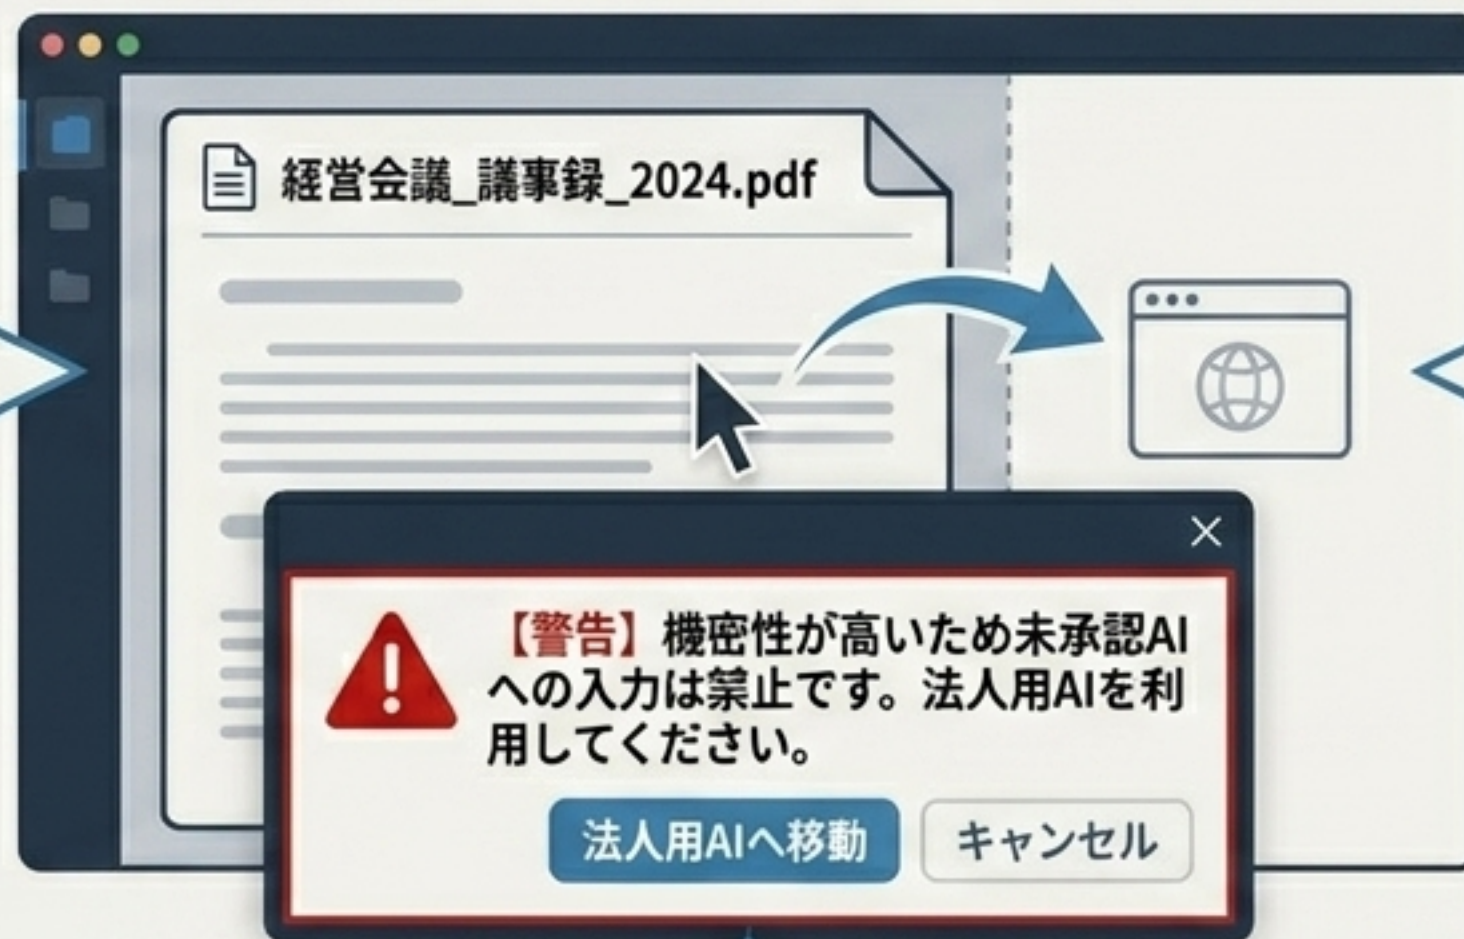 経営会議_議事録_2024.pdf
【警告】機密性が高いため未承認AI
への入力は禁止です。法人用AIを利
用してください。
法人用AIへ移動
キャンセル